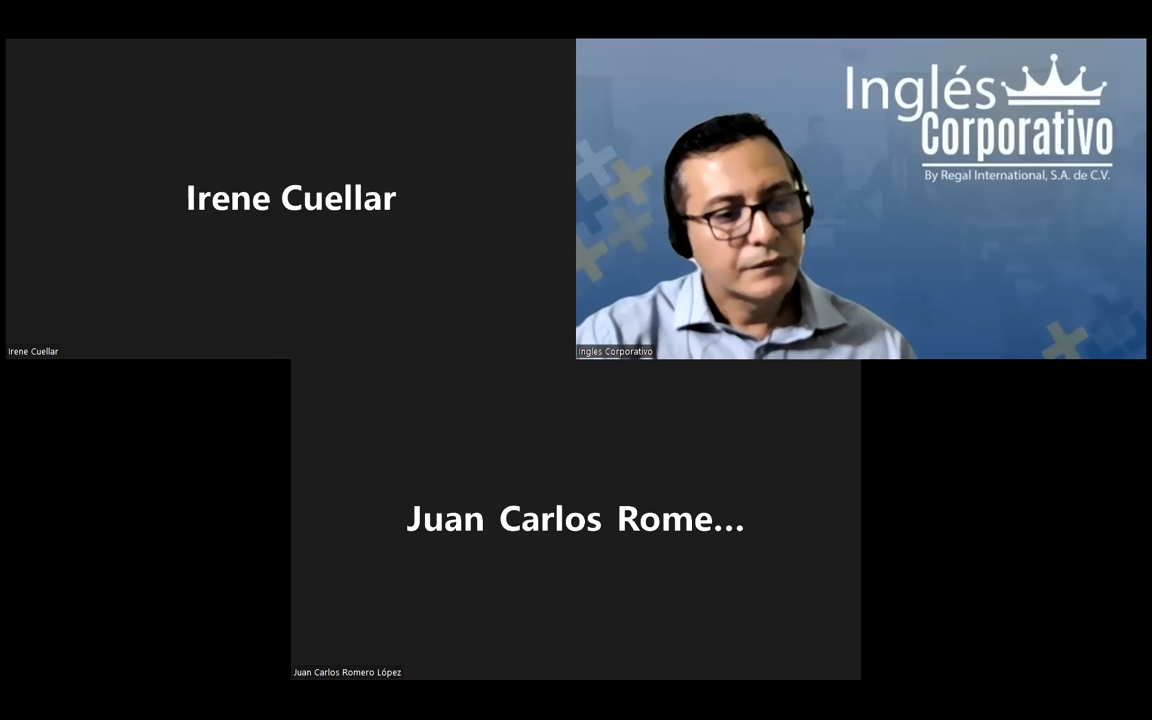 Irene Cuellar
Irene Cuellar
Inglés
Corporativo
By Regal International, S.A. de C.V.
Ingles Corporativo
Juan Carlos Rome...
Juan Carlos Romero López